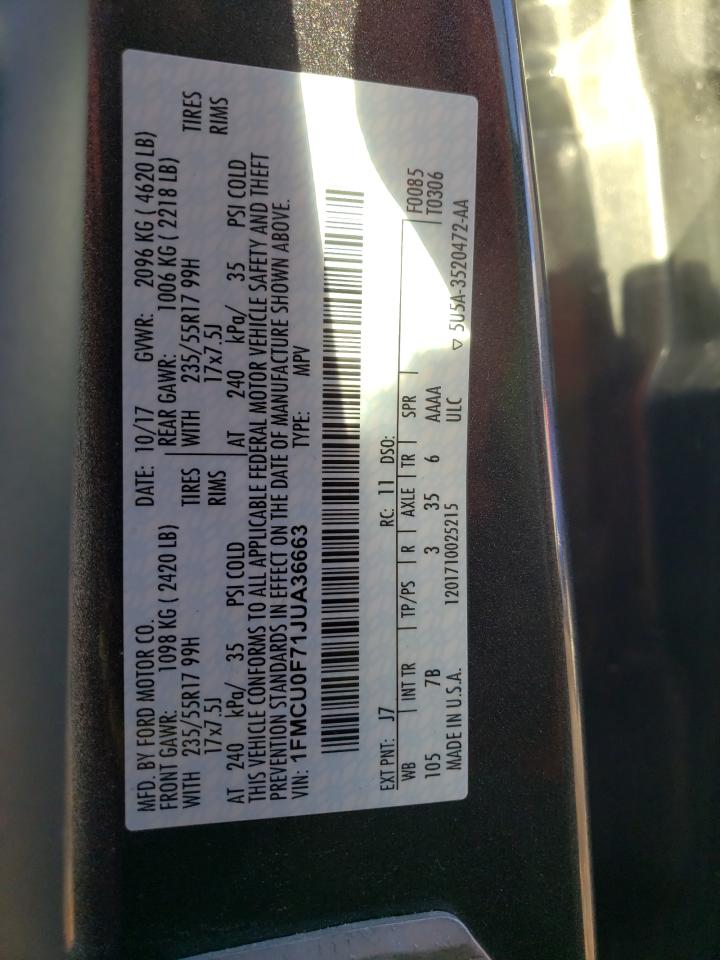 MFD. BY FORD MOTOR CO. DATE: 10/17 GVWR: 2096 KG ( 4620 LB)
FRONT GAWR: 1098 KG ( 2420 LB) REAR GAWR: 1006 KG ( 2218 LB)
WITH 235/55R17 99H TIRES WITH 235/55R17 99H TIRES
17x7.5J RIMS 17x7.5J RIMS
AT 240 kPa/ 35 PSI COLD AT 240 kPa/ 35 PSI COLD
THIS VEHICLE CONFORMS TO ALL APPLICABLE FEDERAL MOTOR VEHICLE SAFETY AND THEFT
PREVENTION STANDARDS IN EFFECT ON THE DATE OF MANUFACTURE SHOWN ABOVE.
VIN: 1FMCU0F71JUA36663 TYPE: MPV
EXT PNT: J7 RC: 11 DSO: F0085
WB INT TR TP/PS R AXLE TR SPR T0306
105 7B 3 35 6 AAAA
MADE IN U.S.A. 1201710025215 ULC ▽ 5U5A-3520472-AA